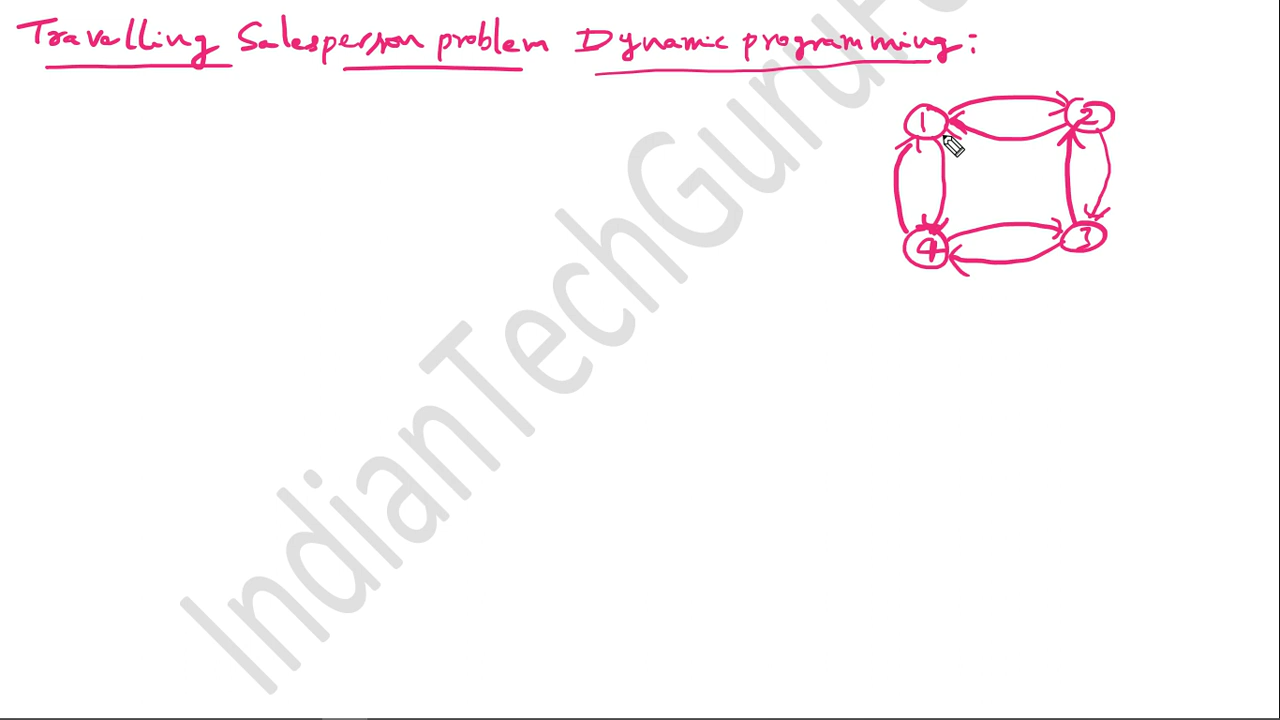 Travelling Salesperson problem Dynamic programming:
1 2
4 3
IndianTechGuru